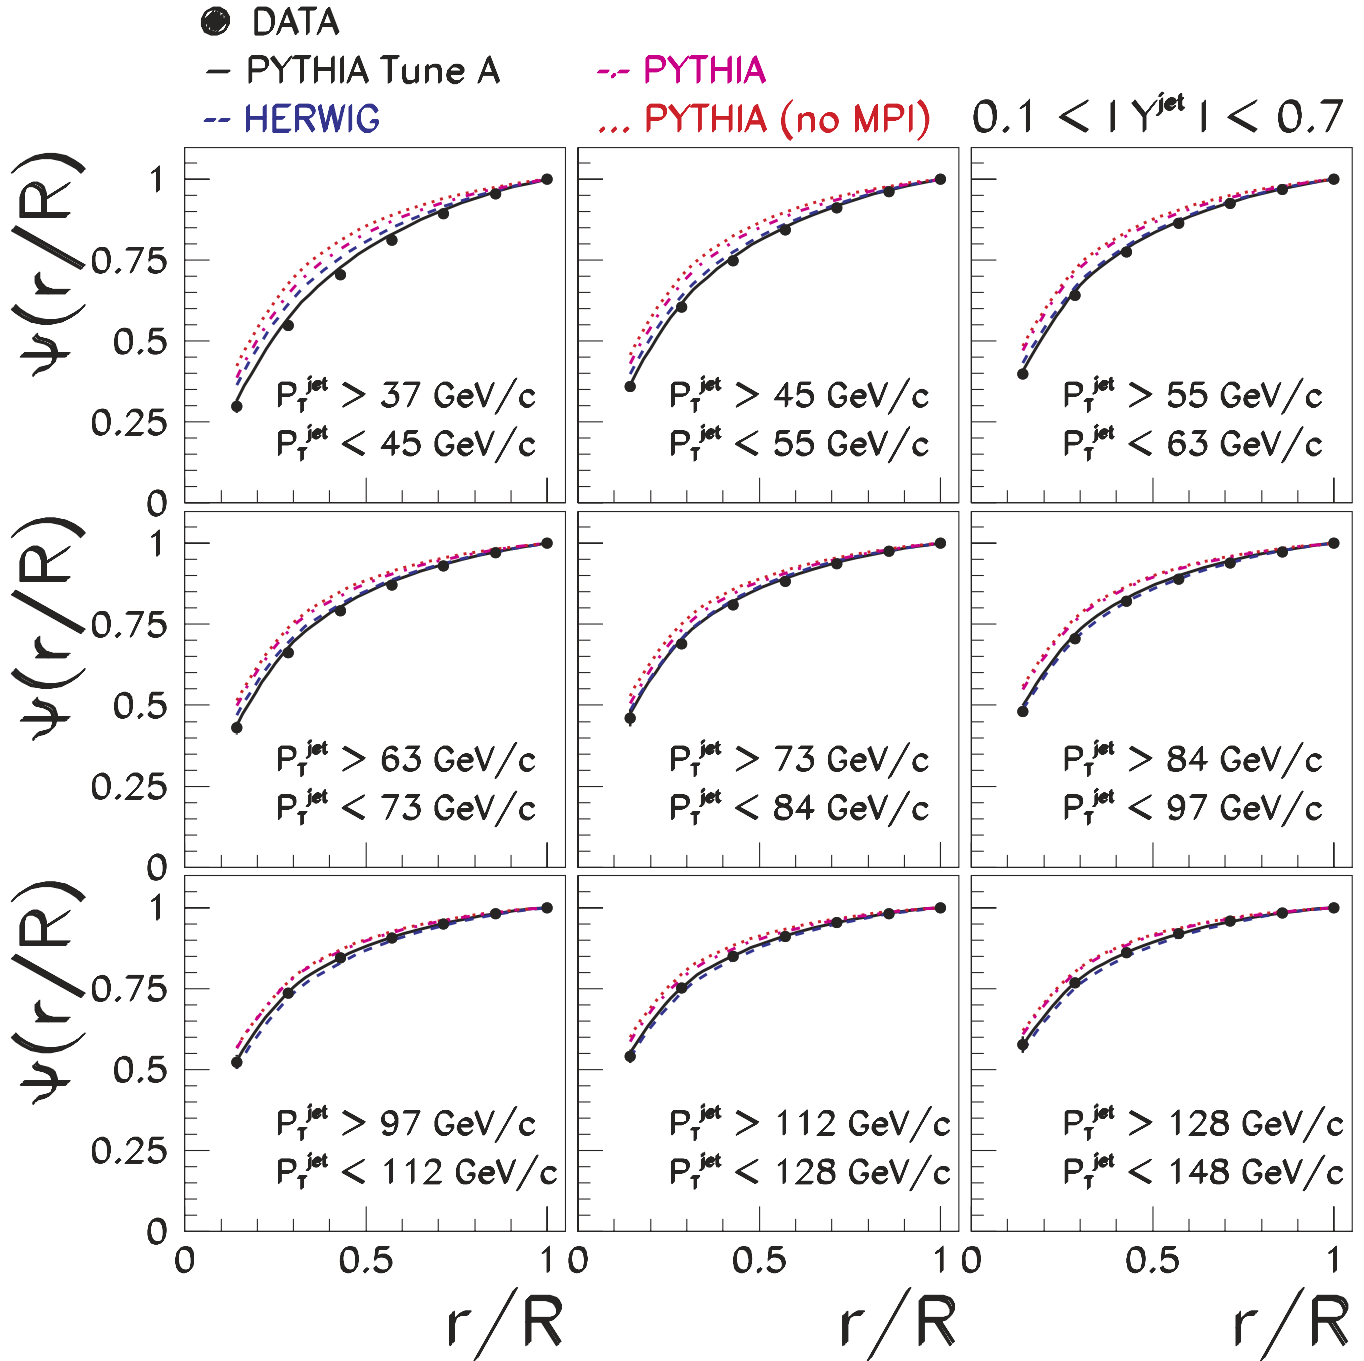 DATA
PYTHIA Tune A
PYTHIA
HERWIG
PYTHIA (no MPI)
0.1 < | Y^jet | < 0.7
ψ(r/R)
1
0.75
0.5
0.25
0
P_T^jet > 37 GeV/c
P_T^jet < 45 GeV/c
P_T^jet > 45 GeV/c
P_T^jet < 55 GeV/c
P_T^jet > 55 GeV/c
P_T^jet < 63 GeV/c
ψ(r/R)
1
0.75
0.5
0.25
0
P_T^jet > 63 GeV/c
P_T^jet < 73 GeV/c
P_T^jet > 73 GeV/c
P_T^jet < 84 GeV/c
P_T^jet > 84 GeV/c
P_T^jet < 97 GeV/c
ψ(r/R)
1
0.75
0.5
0.25
0
P_T^jet > 97 GeV/c
P_T^jet < 112 GeV/c
P_T^jet > 112 GeV/c
P_T^jet < 128 GeV/c
P_T^jet > 128 GeV/c
P_T^jet < 148 GeV/c
0 0.5 1 0 0.5 1 0 0.5 1
r/R r/R r/R